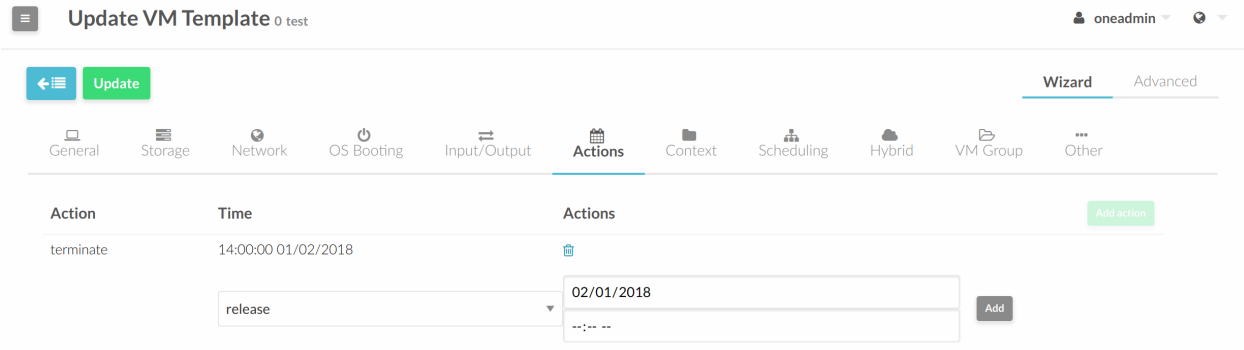 Update VM Template 0 test
oneadmin
Update
Wizard Advanced
General Storage Network OS Booting Input/Output Actions Context Scheduling Hybrid VM Group Other
Action Time Actions Add action
terminate 14:00:00 01/02/2018
02/01/2018
release Add
--:-- --